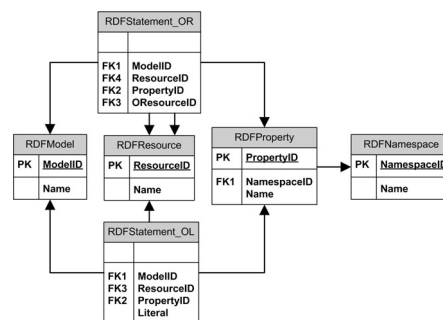 RDFStatement_OR
FK1 ModelID
FK4 ResourceID
FK2 PropertyID
FK3 OResourceID
RDFModel
PK ModelID
Name
RDFResource
PK ResourceID
Name
RDFProperty
PK PropertyID
FK1 NamespaceID
Name
RDFNamespace
PK NamespaceID
Name
RDFStatement_OL
FK1 ModelID
FK3 ResourceID
FK2 PropertyID
Literal